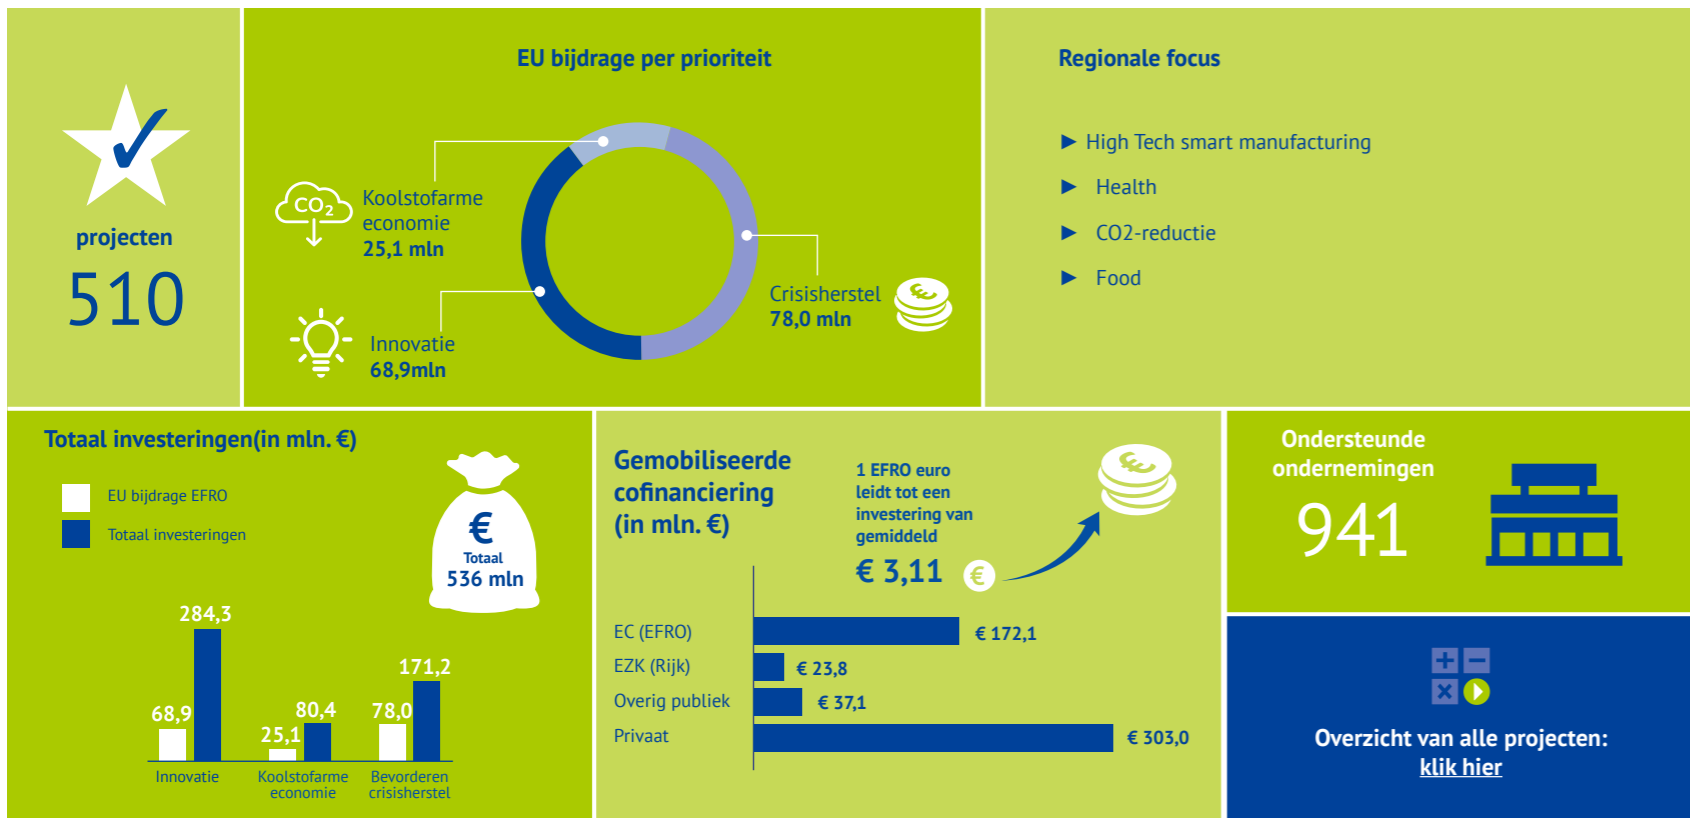 projecten
510
EU bijdrage per prioriteit
CO2
Koolstofarme
economie
25,1 mln
Innovatie
68,9mln
Crisisherstel
78,0 mln
€
Regionale focus
► High Tech smart manufacturing
► Health
► CO2-reductie
► Food
Totaal investeringen(in mln. €)
EU bijdrage EFRO
Totaal investeringen
€
Totaal
536 mln
68,9
284,3
25,1
80,4
78,0
171,2
Innovatie
Koolstofarme
economie
Bevorderen
crisisherstel
Gemobiliseerde
cofinanciering
(in mln. €)
1 EFRO euro
leidt tot een
investering van
gemiddeld
€ 3,11
€
€
EC (EFRO)
€ 172,1
EZK (Rijk)
€ 23,8
Overig publiek
€ 37,1
Privaat
€ 303,0
Ondersteunde
ondernemingen
941
+ −
×
Overzicht van alle projecten:
klik hier